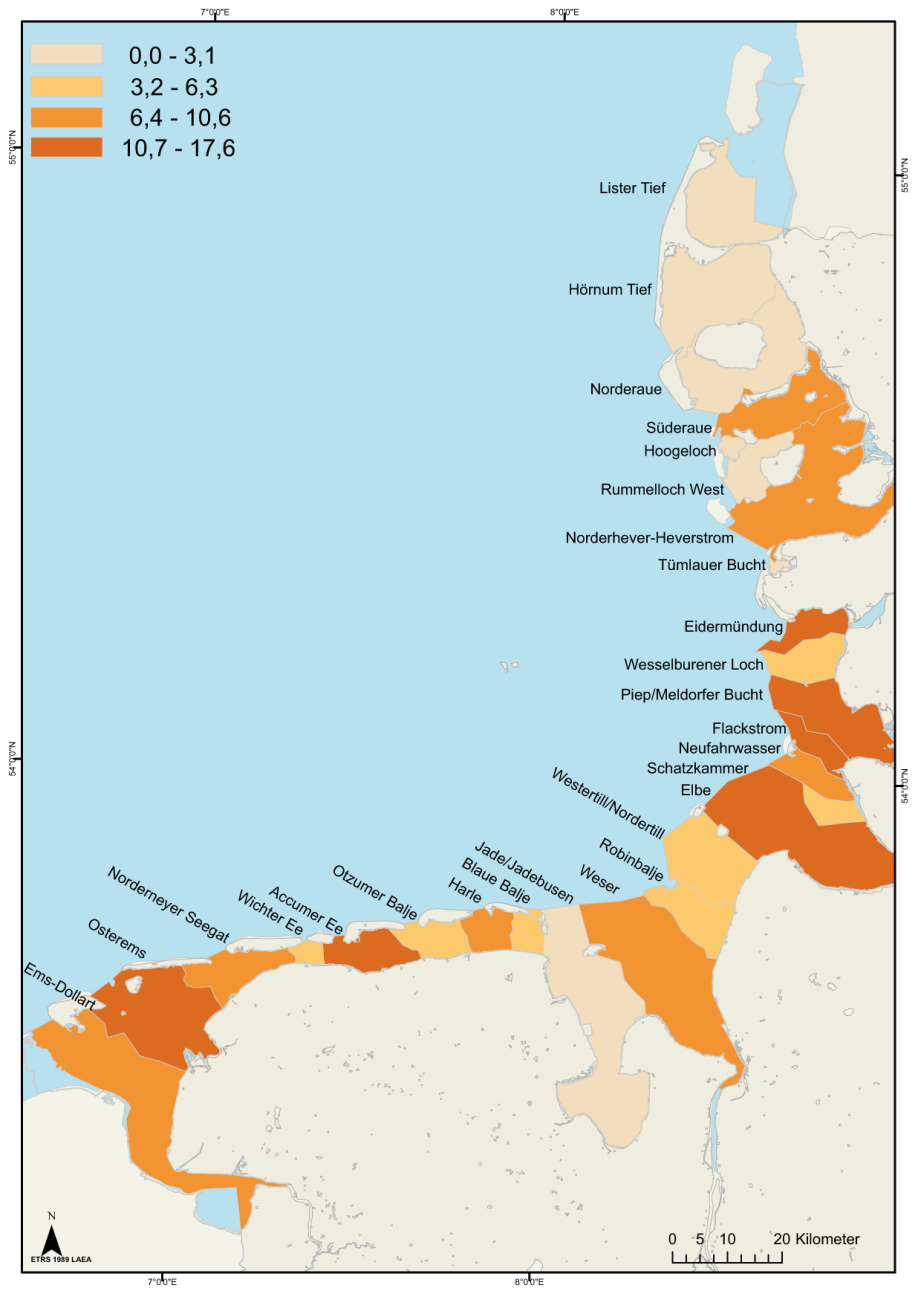 7°0'0"E
8°0'0"E
0,0 - 3,1
3,2 - 6,3
6,4 - 10,6
10,7 - 17,6
55°0'0"N
55°0'0"N
Lister Tief
Hörnum Tief
Norderaue
Süderaue
Hoogeloch
Rummelloch West
Norderhever-Heverstrom
Tümlauer Bucht
Eidermündung
Wesselburener Loch
Piep/Meldorfer Bucht
Flackstrom
Neufahrwasser
Schatzkammer
Elbe
54°0'0"N
54°0'0"N
Westertill/Nordertill
Robinbalje
Weser
Jade/Jadebusen
Blaue Balje
Harle
Otzumer Balje
Accumer Ee
Wichter Ee
Norderneyer Seegat
Osterems
Ems-Dollart
N
ETRS 1989 LAEA
0 5 10 20 Kilometer
7°0'0"E
8°0'0"E